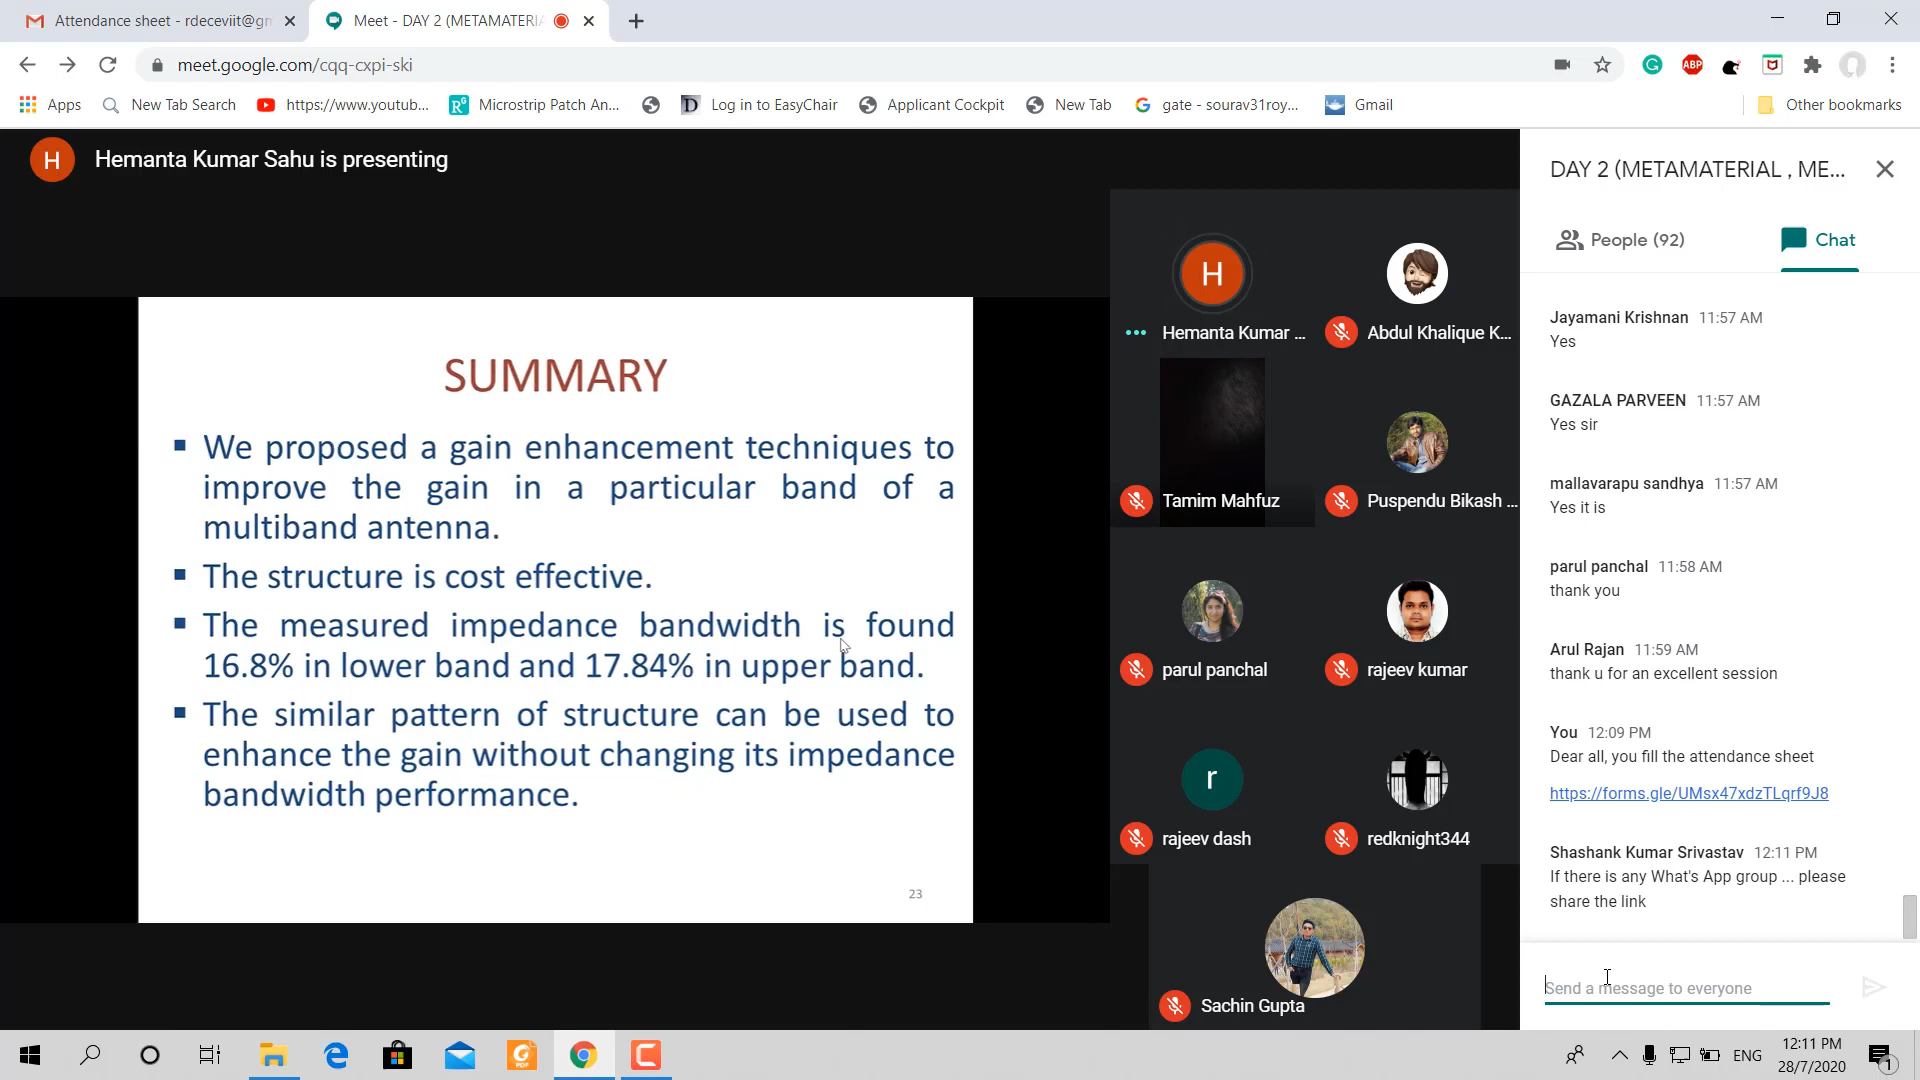 Attendance sheet - rdeceviit@gm
Meet - DAY 2 (METAMATERI
meet.google.com/cqq-cxpi-ski
ABP
Apps
New Tab Search
https://www.youtub...
Microstrip Patch An...
Log in to EasyChair
Applicant Cockpit
New Tab
gate - sourav31roy...
Gmail
Other bookmarks
H
Hemanta Kumar Sahu is presenting
SUMMARY
We proposed a gain enhancement techniques to
improve the gain in a particular band of a
multiband antenna.
The structure is cost effective.
The measured impedance bandwidth is found
16.8% in lower band and 17.84% in upper band.
The similar pattern of structure can be used to
enhance the gain without changing its impedance
bandwidth performance.
23
H
Hemanta Kumar ...
Abdul Khalique K...
Tamim Mahfuz
Puspendu Bikash ...
parul panchal
rajeev kumar
r
rajeev dash
redknight344
Sachin Gupta
DAY 2 (METAMATERIAL , ME...
People (92)
Chat
Jayamani Krishnan 11:57 AM
Yes
GAZALA PARVEEN 11:57 AM
Yes sir
mallavarapu sandhya 11:57 AM
Yes it is
parul panchal 11:58 AM
thank you
Arul Rajan 11:59 AM
thank u for an excellent session
You 12:09 PM
Dear all, you fill the attendance sheet
https://forms.gle/UMsx47xdzTLqrf9J8
Shashank Kumar Srivastav 12:11 PM
If there is any What's App group ... please
share the link
Send a message to everyone
ENG
12:11 PM
28/7/2020
1